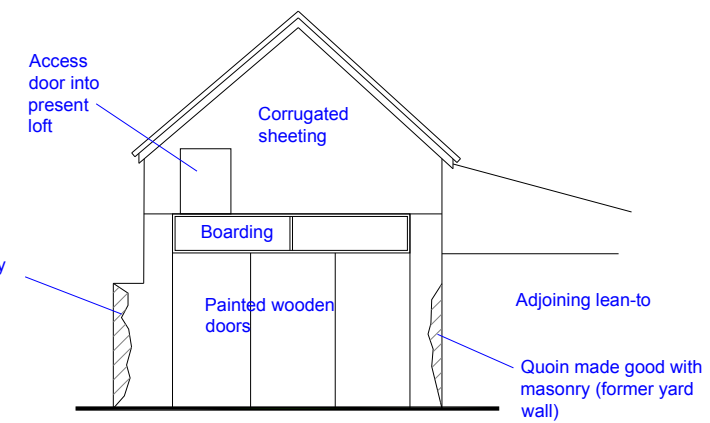 Access
door into
present
loft
Corrugated
sheeting
Boarding
y
Painted wooden
doors
Adjoining lean-to
Quoin made good with
masonry (former yard
wall)